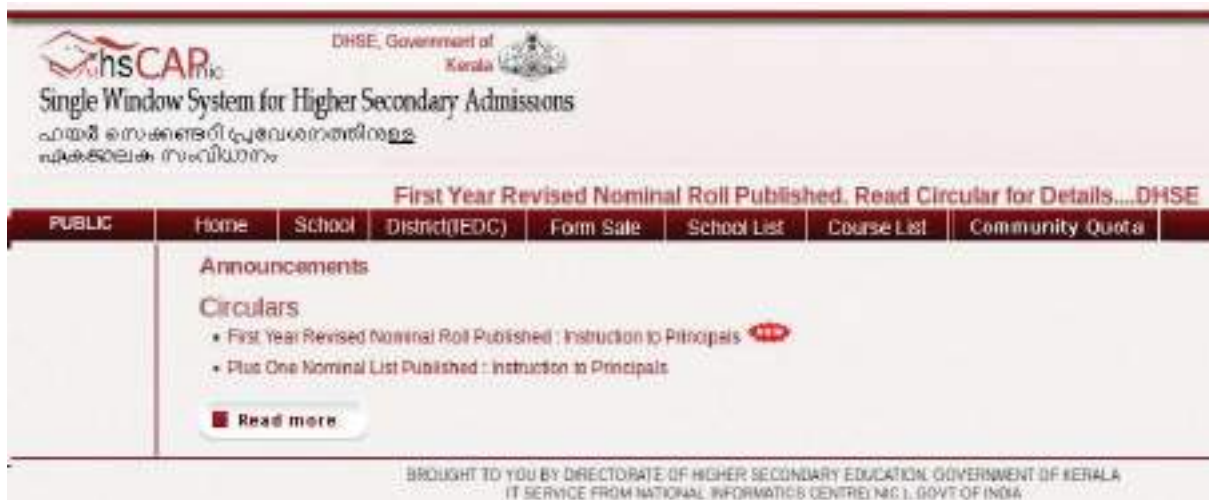 hsCAP nic
DHSE, Government of
Kerala
Single Window System for Higher Secondary Admissions
ഹയർ സെക്കണ്ടറി പ്രവേശനത്തിനുള്ള
ഏകജാലക സംവിധാനം
First Year Revised Nominal Roll Published. Read Circular for Details....DHSE
PUBLIC Home School District(IEDC) Form Sale School List Course List Community Quota
Announcements
Circulars
• First Year Revised Nominal Roll Published : Instruction to Principals NEW
• Plus One Nominal List Published : Instruction to Principals
Read more
BROUGHT TO YOU BY DIRECTORATE OF HIGHER SECONDARY EDUCATION, GOVERNMENT OF KERALA
IT SERVICE FROM NATIONAL INFORMATICS CENTRE( NIC ), GOVT OF INDIA